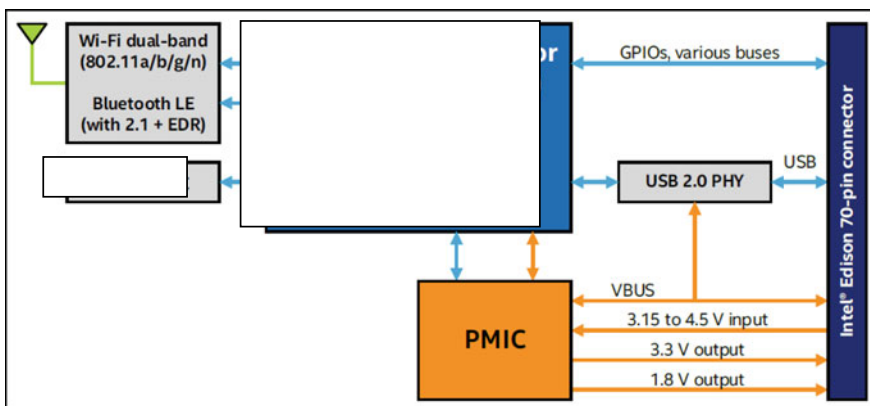 Wi-Fi dual-band
(802.11a/b/g/n)
Bluetooth LE
(with 2.1 + EDR)
or
GPIOs, various buses
USB 2.0 PHY
USB
Intel® Edison 70-pin connector
PMIC
VBUS
3.15 to 4.5 V input
3.3 V output
1.8 V output